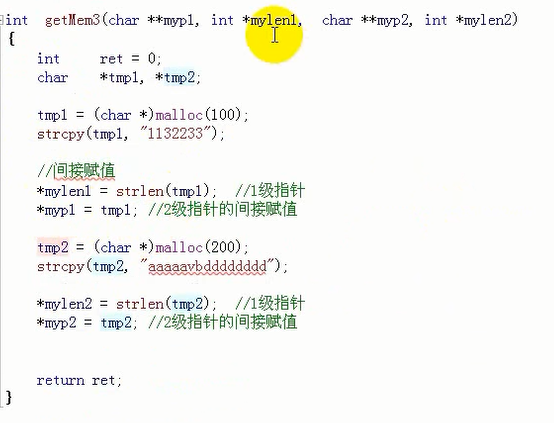 int  getMem3(char **myp1, int *mylen1,  char **myp2, int *mylen2)
{
    int     ret = 0;
    char    *tmp1, *tmp2;
    tmp1 = (char *)malloc(100);
    strcpy(tmp1, "1132233");
    //间接赋值
    *mylen1 = strlen(tmp1);  //1级指针
    *myp1 = tmp1; //2级指针的间接赋值
    tmp2 = (char *)malloc(200);
    strcpy(tmp2, "aaaaavbdddddddd");
    *mylen2 = strlen(tmp2);  //1级指针
    *myp2 = tmp2; //2级指针的间接赋值
    return ret;
}